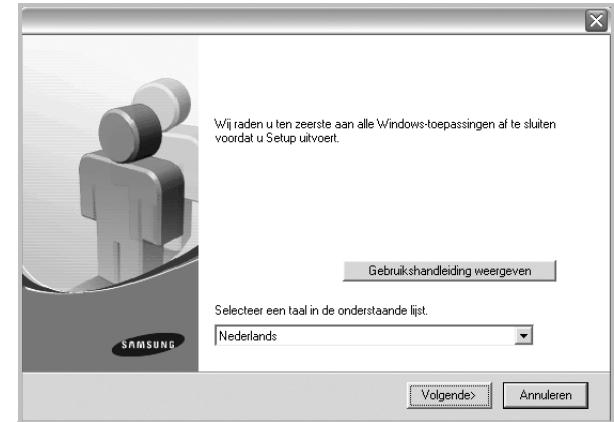 Wij raden u ten zeerste aan alle Windows-toepassingen af te sluiten
voordat u Setup uitvoert.
Gebruikshandleiding weergeven
Selecteer een taal in de onderstaande lijst.
Nederlands
SAMSUNG
Volgende>
Annuleren